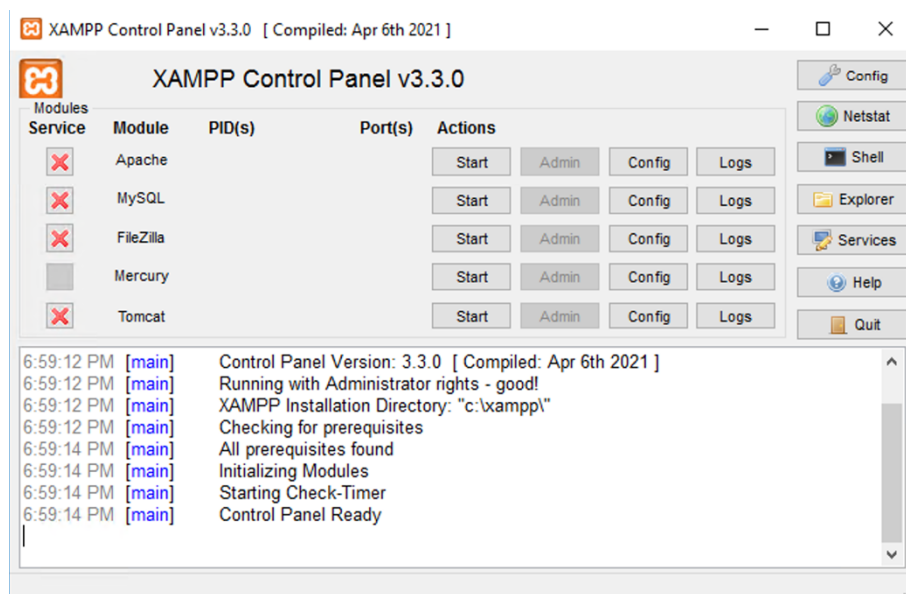 XAMPP Control Panel v3.3.0 [ Compiled: Apr 6th 2021 ]
XAMPP Control Panel v3.3.0
Config
Modules
Service Module PID(s) Port(s) Actions
Netstat
Apache Start Admin Config Logs
Shell
MySQL Start Admin Config Logs
Explorer
FileZilla Start Admin Config Logs
Services
Mercury Start Admin Config Logs
Help
Tomcat Start Admin Config Logs
Quit
6:59:12 PM [main] Control Panel Version: 3.3.0 [ Compiled: Apr 6th 2021 ]
6:59:12 PM [main] Running with Administrator rights - good!
6:59:12 PM [main] XAMPP Installation Directory: "c:\xampp\"
6:59:12 PM [main] Checking for prerequisites
6:59:14 PM [main] All prerequisites found
6:59:14 PM [main] Initializing Modules
6:59:14 PM [main] Starting Check-Timer
6:59:14 PM [main] Control Panel Ready